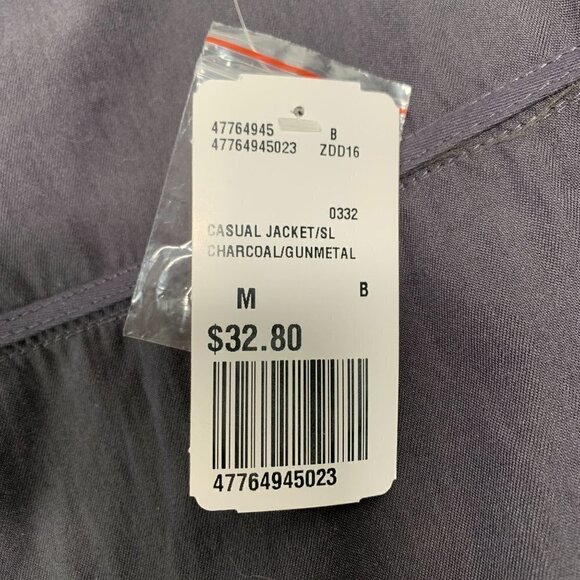 47764945 B
47764945023 ZDD16
0332
CASUAL JACKET/SL
CHARCOAL/GUNMETAL
M B
$32.80
47764945023